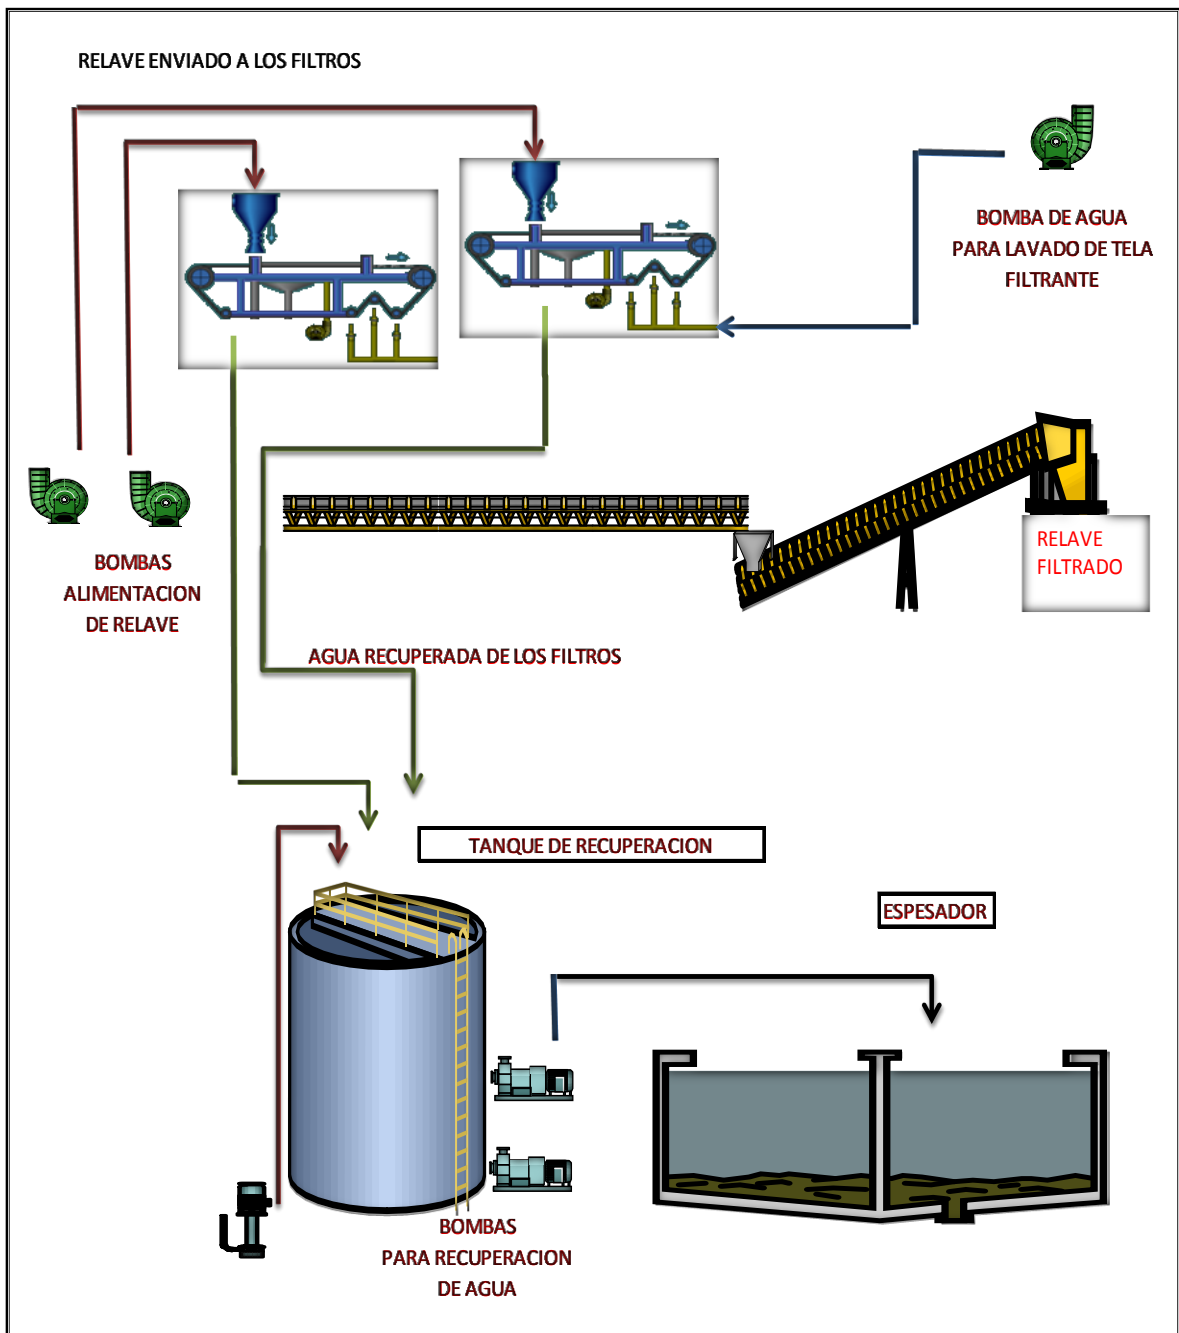 RELAVE ENVIADO A LOS FILTROS
BOMBA DE AGUA
PARA LAVADO DE TELA
FILTRANTE
RELAVE
FILTRADO
BOMBAS
ALIMENTACION
DE RELAVE
AGUA RECUPERADA DE LOS FILTROS
TANQUE DE RECUPERACION
ESPESADOR
BOMBAS
PARA RECUPERACION
DE AGUA